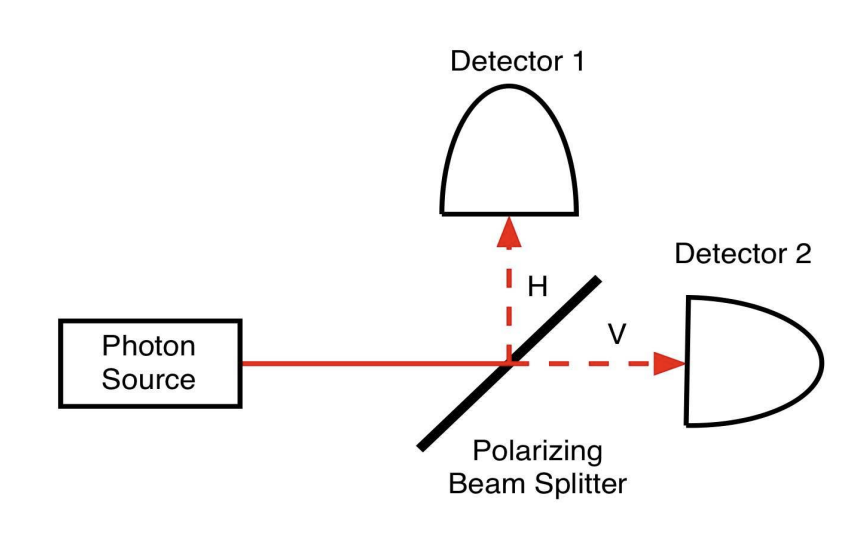 Detector 1
Detector 2
H
V
Photon
Source
Polarizing
Beam Splitter